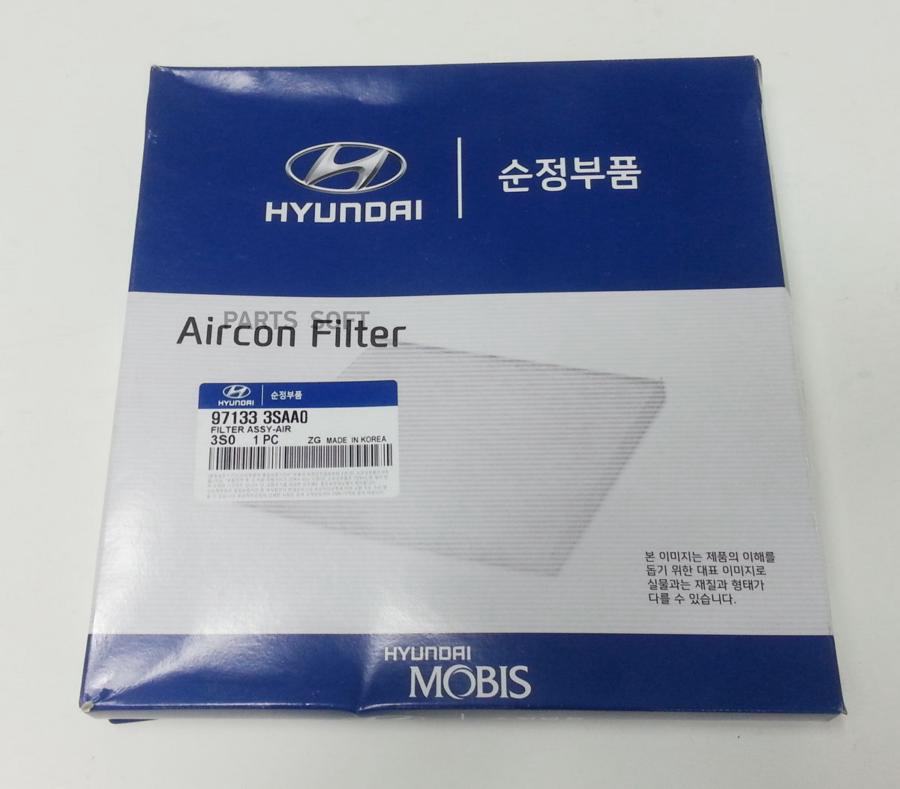 HYUNDAI
순정부품
PARTS SOFT
Aircon Filter
HYUNDAI
순정부품
97133 3SAA0
FILTER ASSY-AIR
3S0 1 PC ZG MADE IN KOREA
본 이미지는 제품의 이해를
돕기 위한 대표 이미지로
실물과는 재질과 형태가
다를 수 있습니다.
HYUNDAI
MOBIS